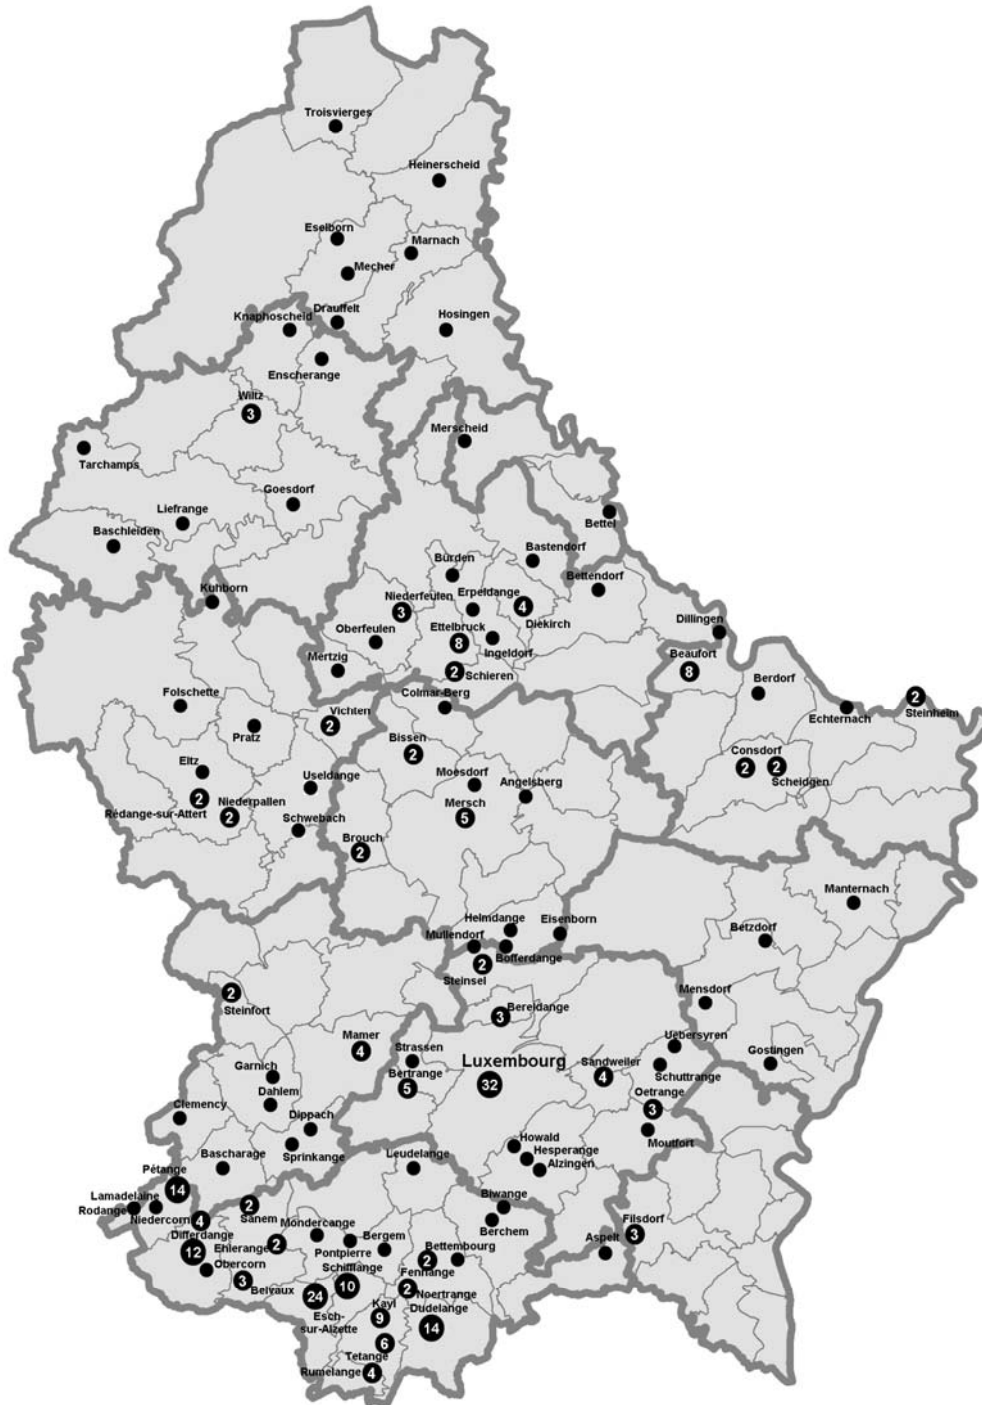 Troisvierges
Heinerscheid
Eselborn
Marnach
Mecher
Drauffelt
Knaphoscheid
Hosingen
Enscherange
Wiltz
3
Merscheid
Tarchamps
Goesdorf
Liefrange
Bettel
Baschleiden
Bastendorf
Bürden
Bettendorf
Kuhborn
Niederfeulen
3
Erpeldange
4
Diekirch
Dillingen
Oberfeulen
Ettelbruck
8
Ingeldorf
Mertzig
2
Schieren
Beaufort
8
Berdorf
Colmar-Berg
Folschette
Vichten
2
Echternach
2
Steinheim
Pratz
Bissen
2
Consdorf
2
2
Scheidgen
Eltz
Moesdorf
Angelsberg
Useldange
2
Rédange-sur-Attert
Niederpallen
2
Mersch
5
Schwebach
Brouch
2
Manternach
Helmdange
Eisenborn
Betzdorf
Mullendorf
Bofferdange
2
Steinsel
2
Steinfort
Mensdorf
Bereldange
3
Mamer
4
Uebersyren
Strassen
Luxembourg
32
Sandweiler
4
Gostingen
Garnich
Bertrange
5
Schuttrange
Dahlem
Oetrange
3
Clemency
Dippach
Moutfort
Sprinkange
Howald
Hesperange
Alzingen
Bascharage
Leudelange
Pétange
14
Lamadelaine
Rodange
Biwange
Niedercorn
4
2
Sanem
Berchem
Filsdorf
3
Differdange
12
Mondercange
Ehlerange
2
Pontpierre
Bergem
Bettembourg
2
Aspelt
Obercorn
Schifflange
10
Fennange
2
3
Belvaux
Noertrange
24
Esch-
sur-Alzette
Kayl
9
Dudelange
14
6
Tetange
Rumelange
4